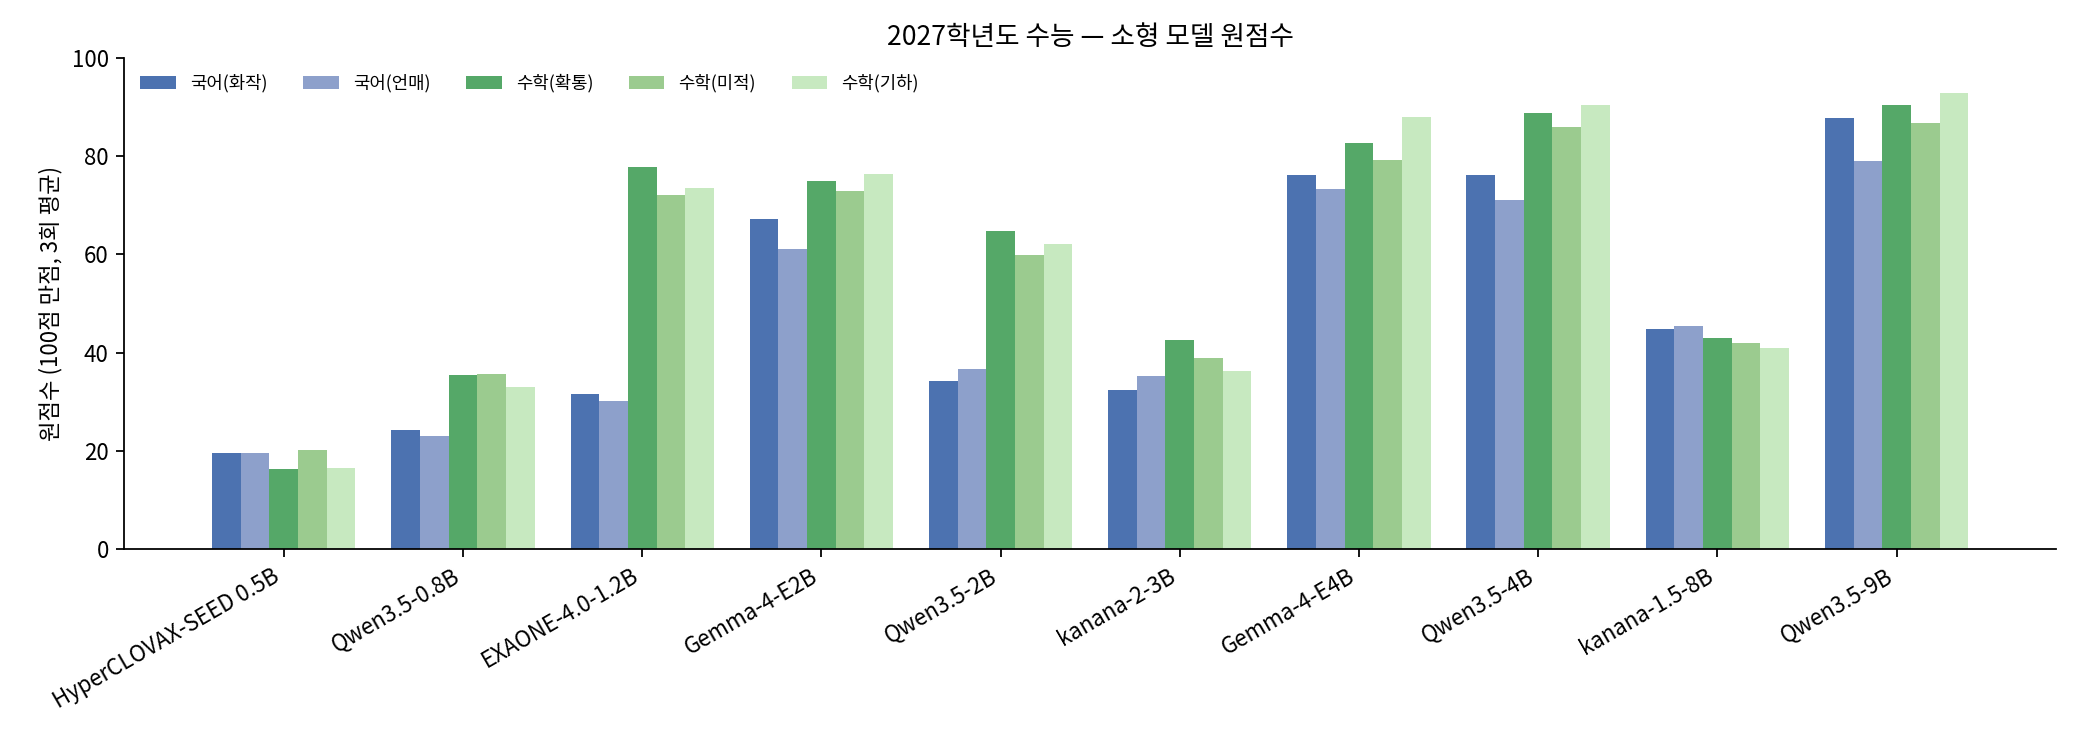 2027학년도 수능 — 소형 모델 원점수
국어(화작) 국어(언매) 수학(확통) 수학(미적) 수학(기하)
원점수 (100점 만점, 3회 평균)
100
80
60
40
20
0
HyperCLOVAX-SEED 0.5B
Qwen3.5-0.8B
EXAONE-4.0-1.2B
Gemma-4-E2B
Qwen3.5-2B
kanana-2-3B
Gemma-4-E4B
Qwen3.5-4B
kanana-1.5-8B
Qwen3.5-9B